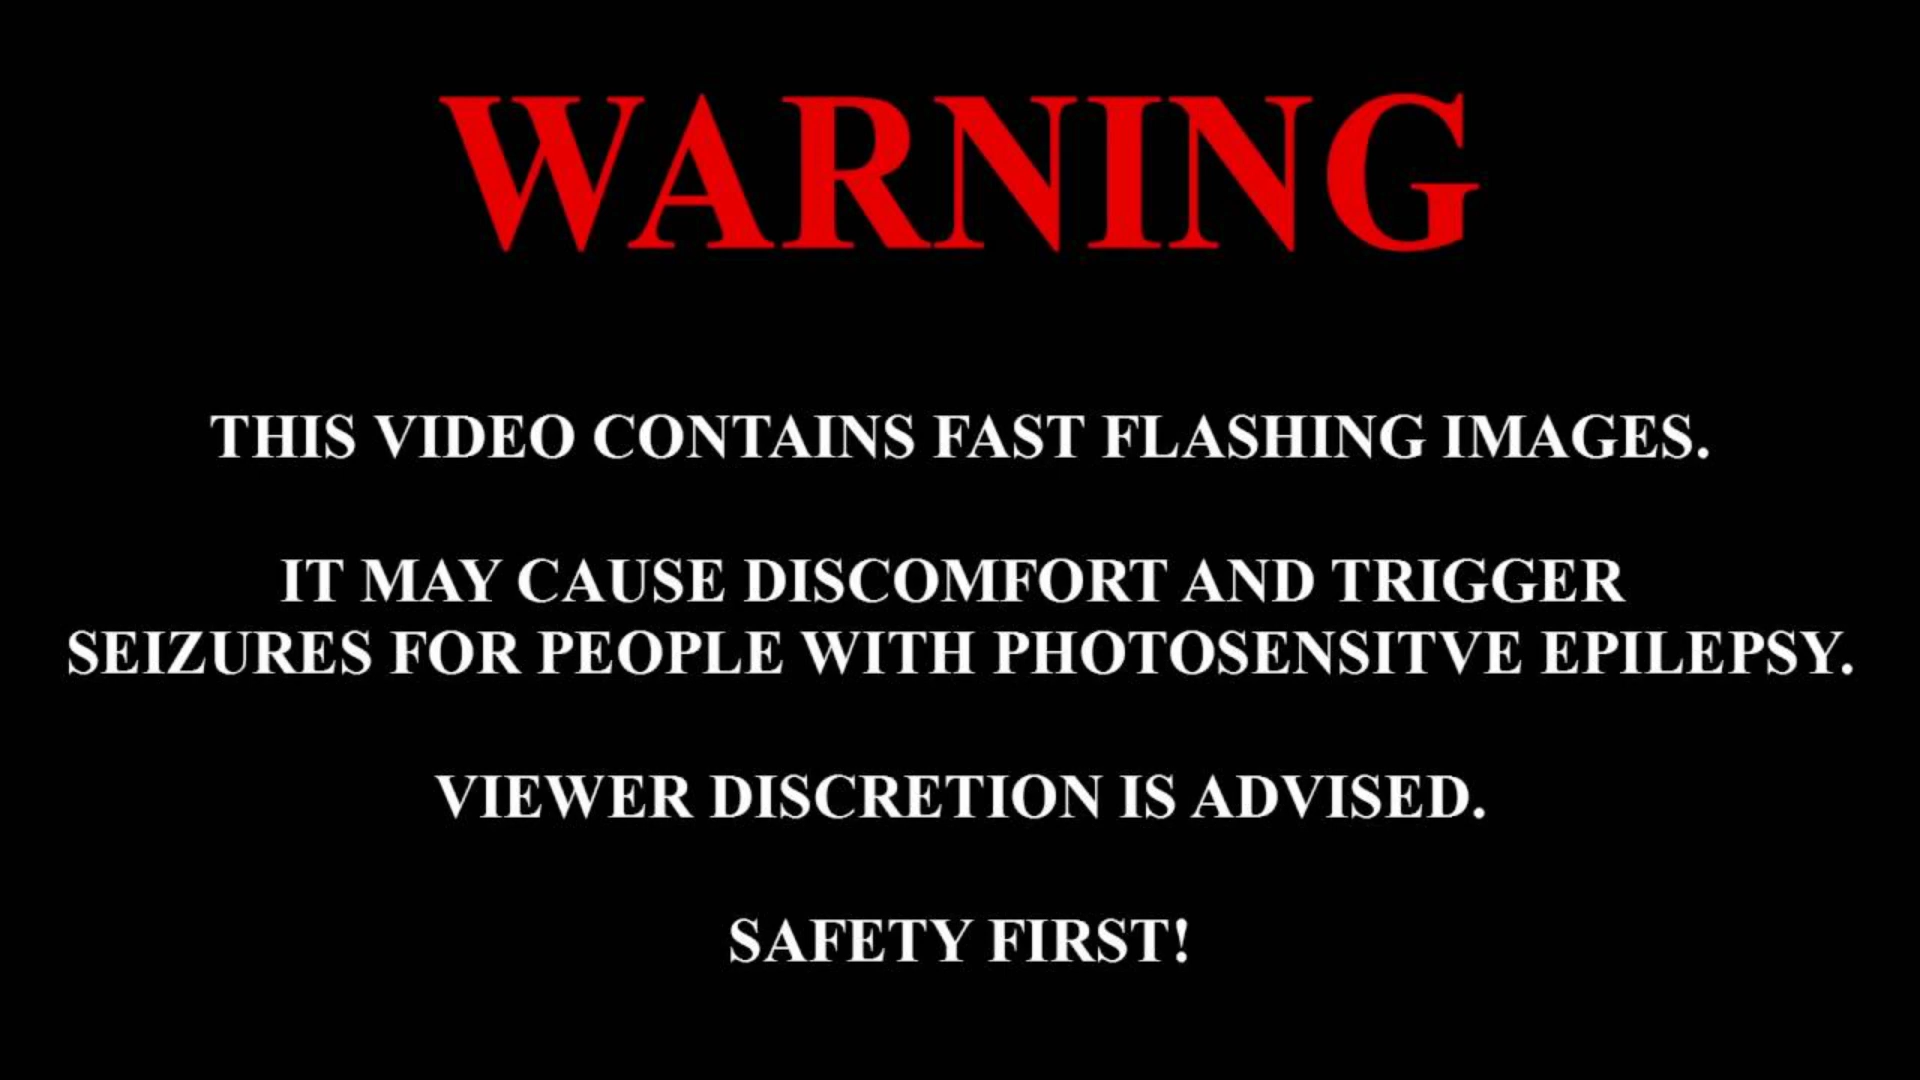 WARNING
THIS VIDEO CONTAINS FAST FLASHING IMAGES.
IT MAY CAUSE DISCOMFORT AND TRIGGER
SEIZURES FOR PEOPLE WITH PHOTOSENSITVE EPILEPSY.
VIEWER DISCRETION IS ADVISED.
SAFETY FIRST!